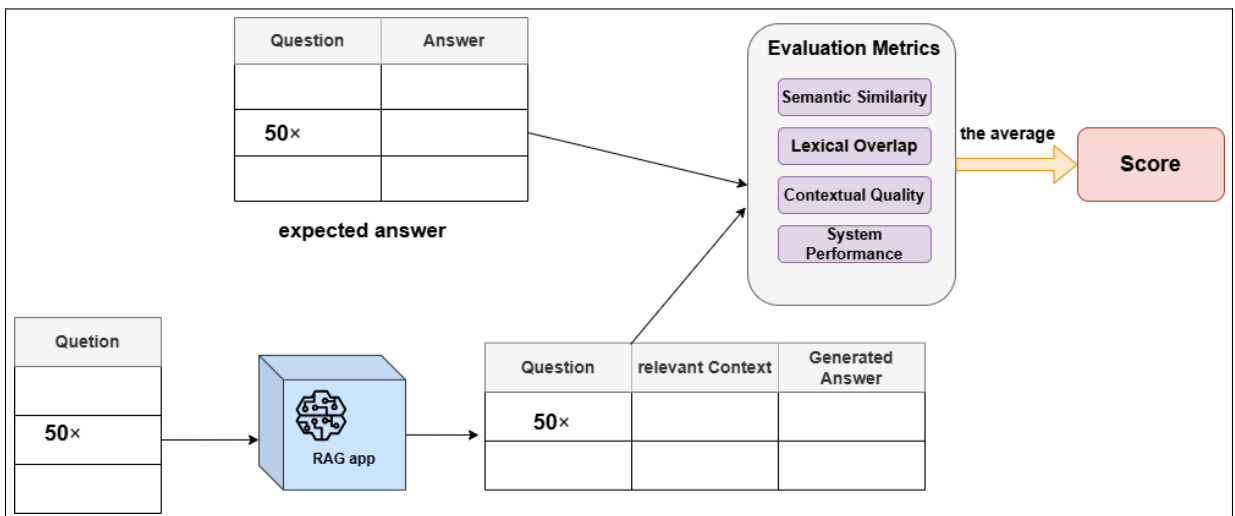 Question Answer
50×
expected answer
Evaluation Metrics
Semantic Similarity
Lexical Overlap
Contextual Quality
System
Performance
the average
Score
Quetion
50×
RAG app
Question relevant Context Generated
Answer
50×